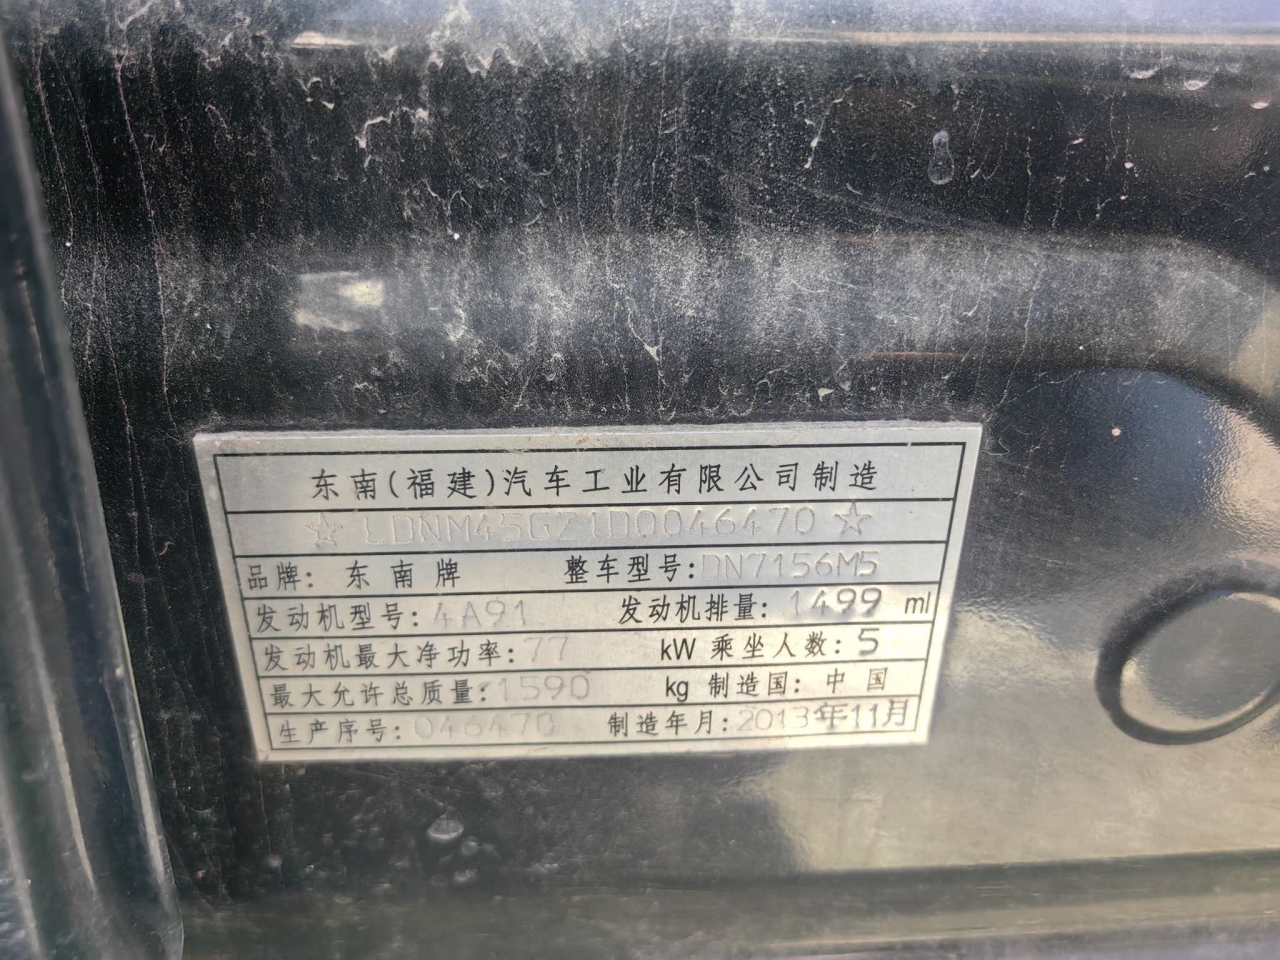 东南(福建)汽车工业有限公司制造
☆LDNM45GZ1D0046470☆
品牌: 东南牌 整车型号:DN7156M5
发动机型号:4A91 发动机排量:1499 ml
发动机最大净功率:77 kW 乘坐人数:5
最大允许总质量:1590 kg 制造国:中国
生产序号:046470 制造年月:2013年11月